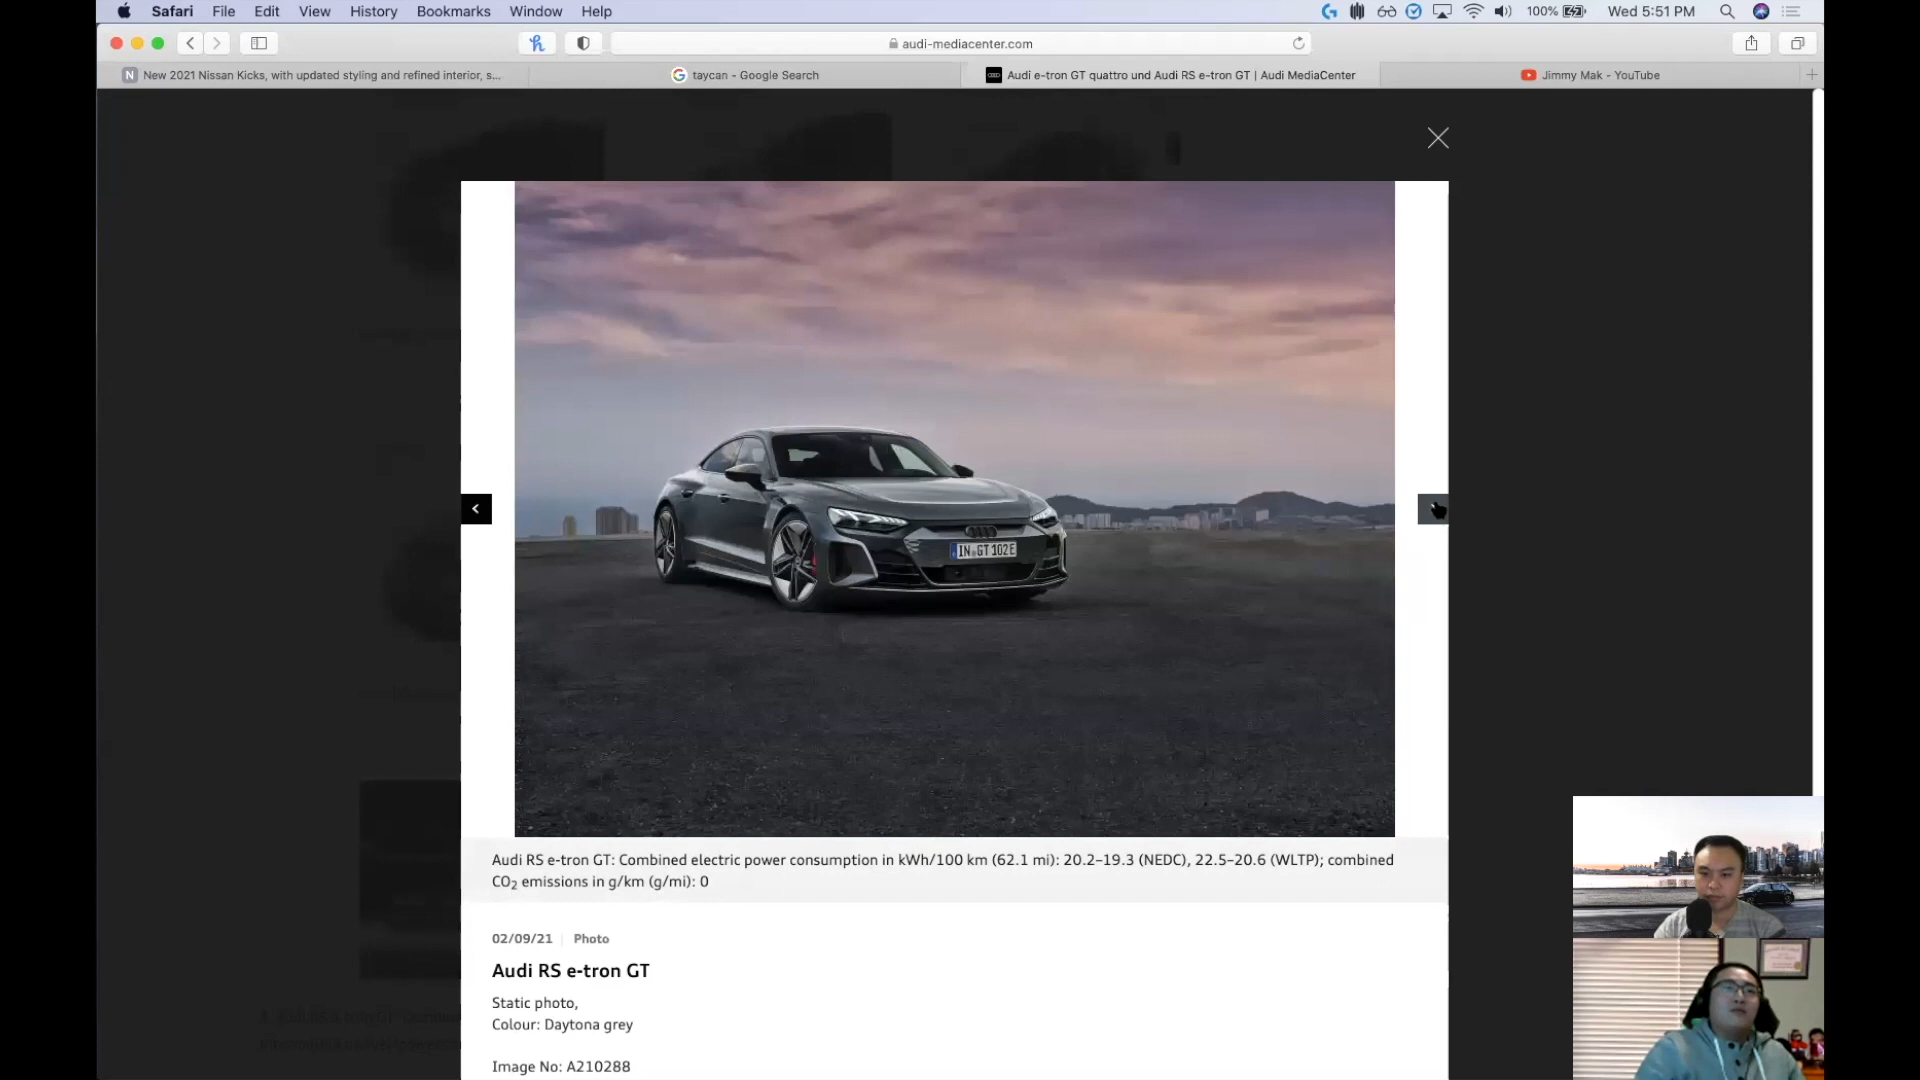 Safari File Edit View History Bookmarks Window Help 100% Wed 5:51 PM
audi-mediacenter.com
New 2021 Nissan Kicks, with updated styling and refined interior, s... taycan - Google Search Audi e-tron GT quattro und Audi RS e-tron GT | Audi MediaCenter Jimmy Mak - YouTube
IN GT 102E
Audi RS e-tron GT: Combined electric power consumption in kWh/100 km (62.1 mi): 20.2–19.3 (NEDC), 22.5–20.6 (WLTP); combined
CO₂ emissions in g/km (g/mi): 0
02/09/21 | Photo
Audi RS e-tron GT
Static photo,
Colour: Daytona grey
Image No: A210288